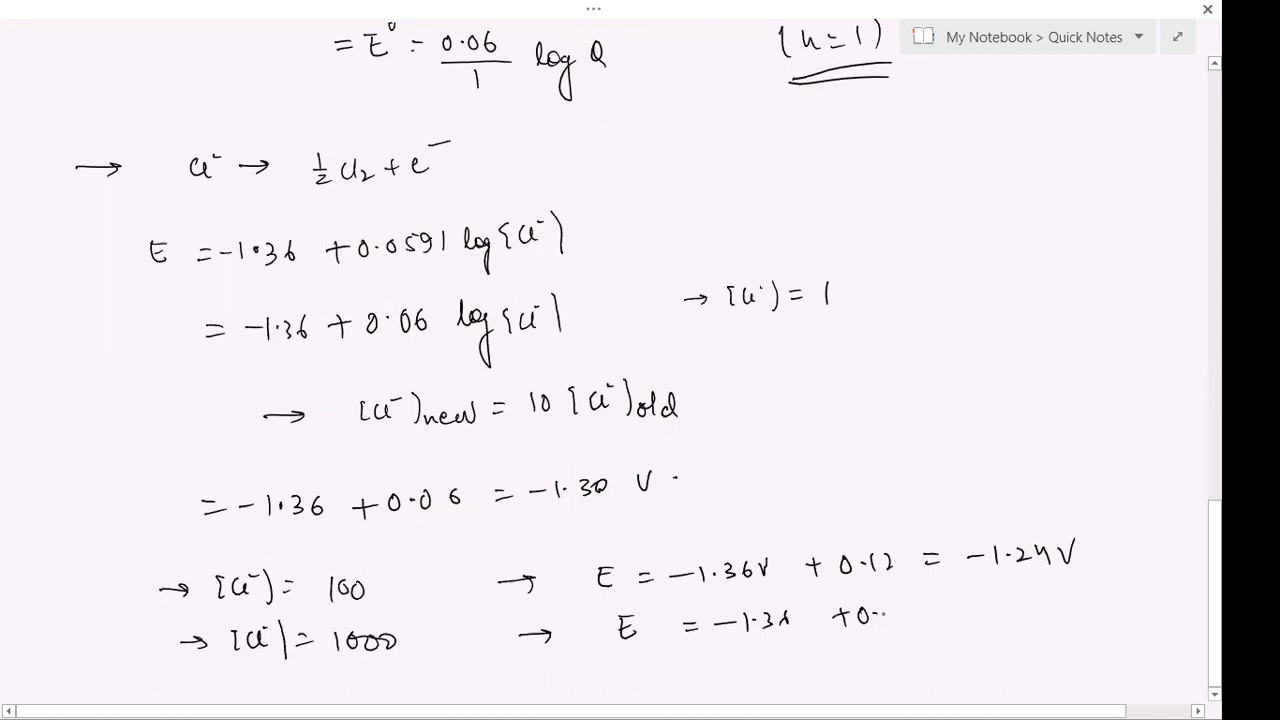 My Notebook > Quick Notes
= E⁰ - 0.06/1 log Q (n = 1)
→ Cl⁻ → ½ Cl₂ + e⁻
E = -1.36 + 0.0591 log [Cl⁻]
= -1.36 + 0.06 log [Cl⁻] → [Cl⁻] = 1
→ [Cl⁻]new = 10 [Cl⁻]old
= -1.36 + 0.06 = -1.30 V.
→ [Cl⁻] = 100 → E = -1.36V + 0.12 = -1.24V
→ [Cl⁻] = 1000 → E = -1.36 + 0.